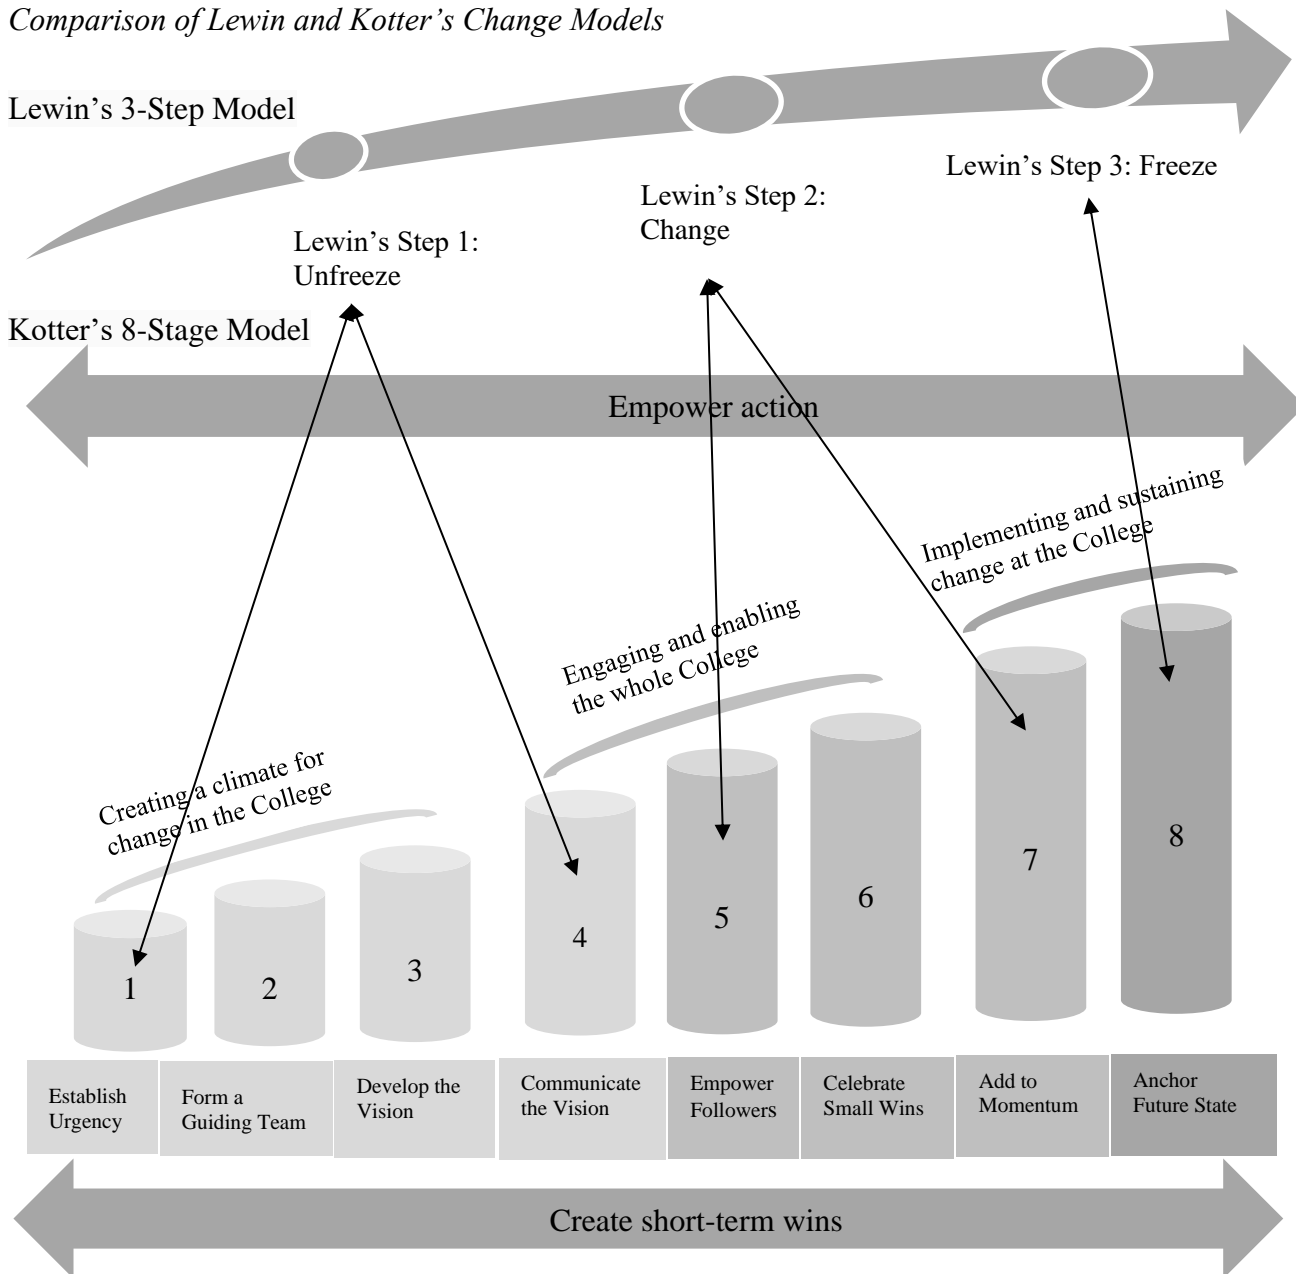 Comparison of Lewin and Kotter’s Change Models
Lewin’s 3-Step Model
Lewin’s Step 3: Freeze
Lewin’s Step 2:
Change
Lewin’s Step 1:
Unfreeze
Kotter’s 8-Stage Model
Empower action
Implementing and sustaining
change at the College
Engaging and enabling
the whole College
Creating a climate for
change in the College
1
2
3
4
5
6
7
8
Establish
Urgency
Form a
Guiding Team
Develop the
Vision
Communicate
the Vision
Empower
Followers
Celebrate
Small Wins
Add to
Momentum
Anchor
Future State
Create short-term wins